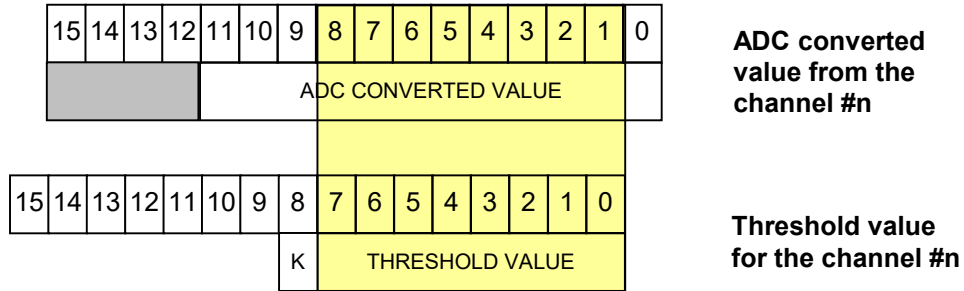 15 14 13 12 11 10 9 8 7 6 5 4 3 2 1 0
ADC CONVERTED VALUE
ADC converted
value from the
channel #n
15 14 13 12 11 10 9 8 7 6 5 4 3 2 1 0
K THRESHOLD VALUE
Threshold value
for the channel #n